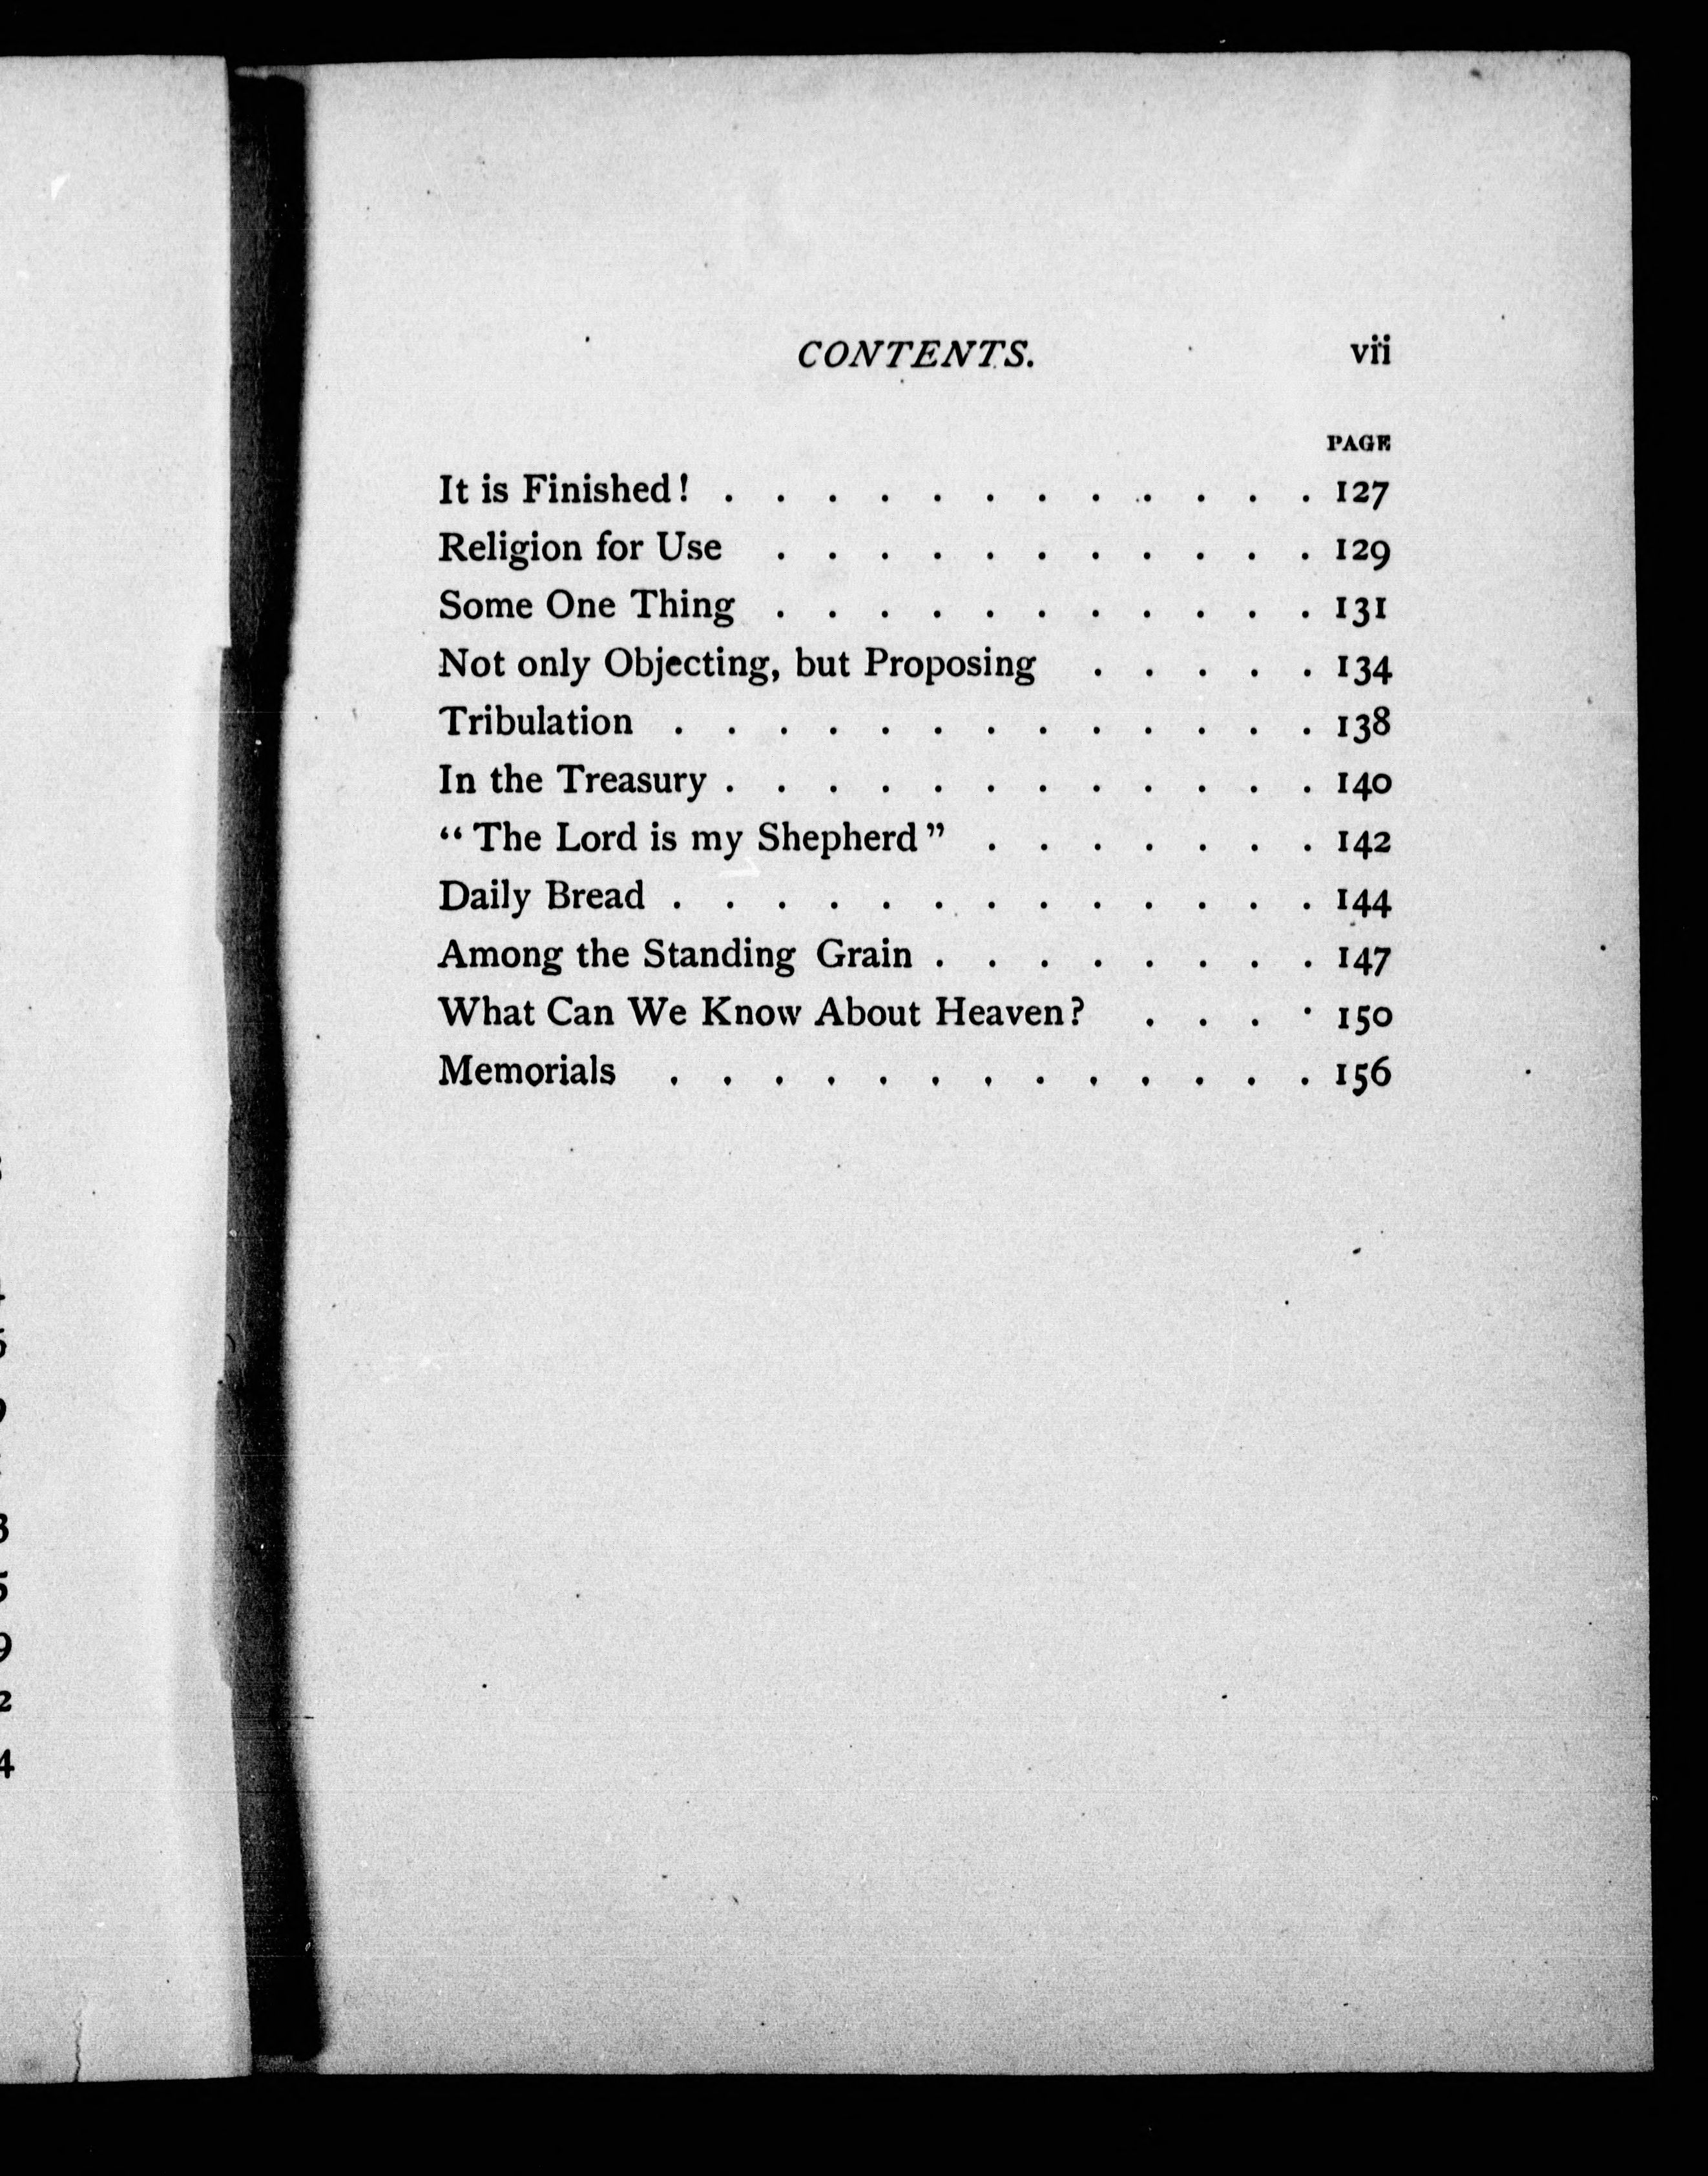 CONTENTS. vii
PAGE
It is Finished! . . . . . . . . . . . . 127
Religion for Use . . . . . . . . . . . 129
Some One Thing . . . . . . . . . . . 131
Not only Objecting, but Proposing . . . . . 134
Tribulation . . . . . . . . . . . . . 138
In the Treasury . . . . . . . . . . . . 140
“The Lord is my Shepherd” . . . . . . . 142
Daily Bread . . . . . . . . . . . . . 144
Among the Standing Grain . . . . . . . . 147
What Can We Know About Heaven? . . . . 150
Memorials . . . . . . . . . . . . . 156